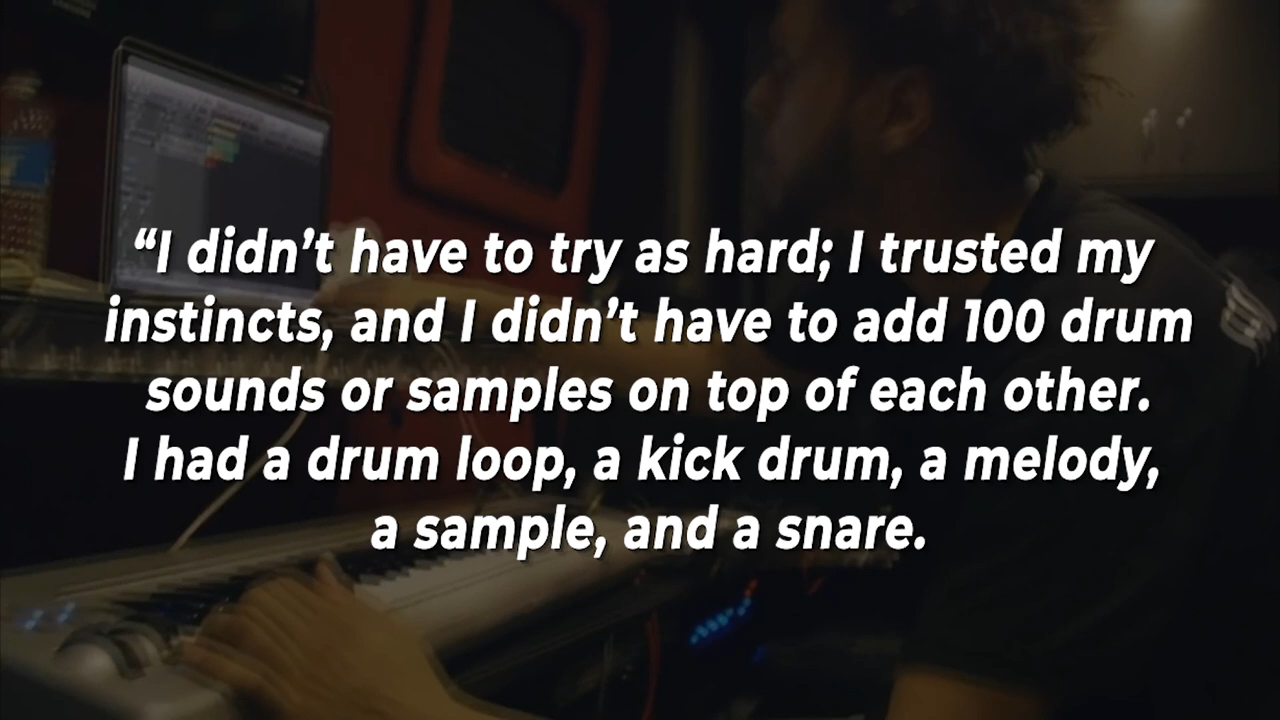 “I didn’t have to try as hard; I trusted my
instincts, and I didn’t have to add 100 drum
sounds or samples on top of each other.
I had a drum loop, a kick drum, a melody,
a sample, and a snare.